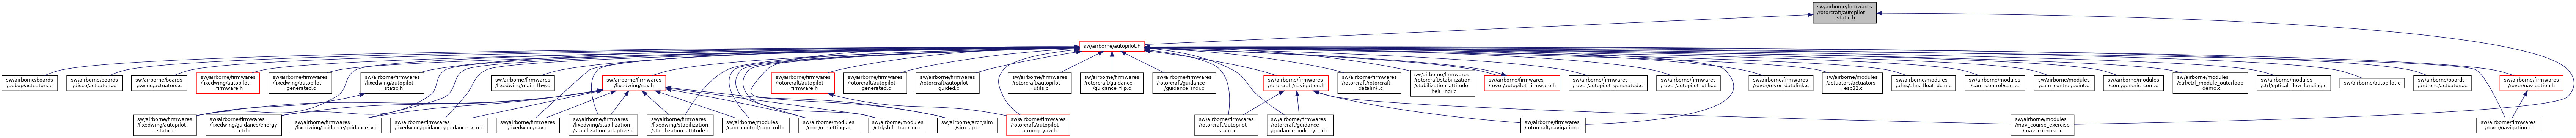 sw/airborne/firmwares
/rotorcraft/autopilot
_static.h
sw/airborne/autopilot.h
sw/airborne/boards
/bebop/actuators.c
sw/airborne/boards
/disco/actuators.c
sw/airborne/boards
/swing/actuators.c
sw/airborne/firmwares
/fixedwing/autopilot
_firmware.h
sw/airborne/firmwares
/fixedwing/autopilot
_generated.c
sw/airborne/firmwares
/fixedwing/autopilot
_static.h
sw/airborne/firmwares
/fixedwing/main_fbw.c
sw/airborne/firmwares
/fixedwing/nav.h
sw/airborne/firmwares
/rotorcraft/autopilot
_firmware.h
sw/airborne/firmwares
/rotorcraft/autopilot
_generated.c
sw/airborne/firmwares
/rotorcraft/autopilot
_guided.c
sw/airborne/firmwares
/rotorcraft/autopilot
_utils.c
sw/airborne/firmwares
/rotorcraft/guidance
/guidance_flip.c
sw/airborne/firmwares
/rotorcraft/guidance
/guidance_indi.c
sw/airborne/firmwares
/rotorcraft/navigation.h
sw/airborne/firmwares
/rotorcraft/rotorcraft
_datalink.c
sw/airborne/firmwares
/rotorcraft/stabilization
/stabilization_attitude
_heli_indi.c
sw/airborne/firmwares
/rover/autopilot_firmware.h
sw/airborne/firmwares
/rover/autopilot_generated.c
sw/airborne/firmwares
/rover/autopilot_utils.c
sw/airborne/firmwares
/rover/rover_datalink.c
sw/airborne/modules
/actuators/actuators
_esc32.c
sw/airborne/modules
/ahrs/ahrs_float_dcm.c
sw/airborne/modules
/cam_control/cam.c
sw/airborne/modules
/cam_control/point.c
sw/airborne/modules
/com/generic_com.c
sw/airborne/modules
/ctrl/ctrl_module_outerloop
_demo.c
sw/airborne/modules
/ctrl/optical_flow_landing.c
sw/airborne/autopilot.c
sw/airborne/boards
/ardrone/actuators.c
sw/airborne/firmwares
/rover/navigation.h
sw/airborne/firmwares
/fixedwing/autopilot
_static.c
sw/airborne/firmwares
/fixedwing/guidance/energy
_ctrl.c
sw/airborne/firmwares
/fixedwing/guidance/guidance_v.c
sw/airborne/firmwares
/fixedwing/guidance/guidance_v_n.c
sw/airborne/firmwares
/fixedwing/nav.c
sw/airborne/firmwares
/fixedwing/stabilization
/stabilization_adaptive.c
sw/airborne/firmwares
/fixedwing/stabilization
/stabilization_attitude.c
sw/airborne/modules
/cam_control/cam_roll.c
sw/airborne/modules
/core/rc_settings.c
sw/airborne/modules
/ctrl/shift_tracking.c
sw/airborne/arch/sim
/sim_ap.c
sw/airborne/firmwares
/rotorcraft/autopilot
_arming_yaw.h
sw/airborne/firmwares
/rotorcraft/autopilot
_static.c
sw/airborne/firmwares
/rotorcraft/guidance
/guidance_indi_hybrid.c
sw/airborne/firmwares
/rotorcraft/navigation.c
sw/airborne/modules
/mav_course_exercise
/mav_exercise.c
sw/airborne/firmwares
/rover/navigation.c